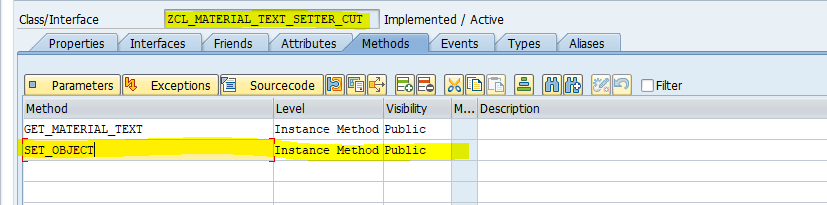 Class/Interface ZCL_MATERIAL_TEXT_SETTER_CUT Implemented / Active
Properties Interfaces Friends Attributes Methods Events Types Aliases
Parameters Exceptions Sourcecode Filter
Method Level Visibility M... Description
GET_MATERIAL_TEXT Instance Method Public
SET_OBJECT Instance Method Public